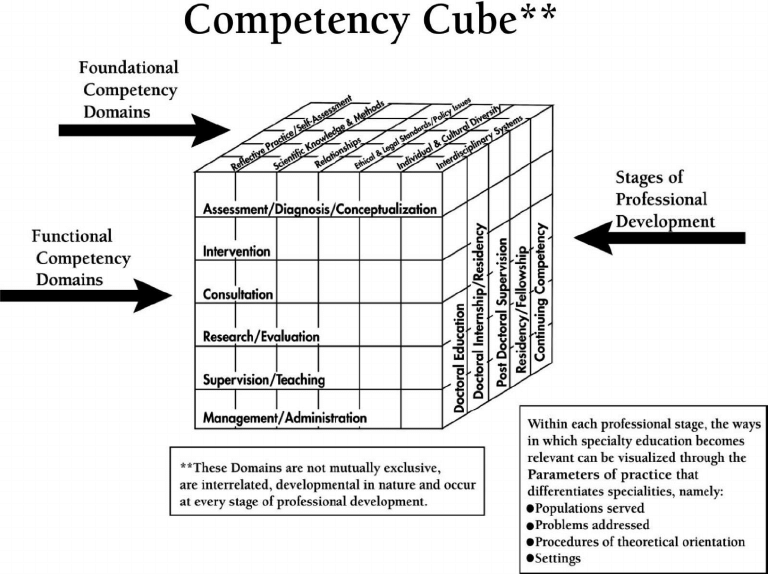 Competency Cube**
Foundational
Competency
Domains
Reflective Practice/Self-Assessment
Scientific Knowledge & Methods
Relationships
Ethical & Legal Standards/Policy Issues
Individual & Cultural Diversity
Interdisciplinary Systems
Stages of
Professional
Development
Functional
Competency
Domains
Assessment/Diagnosis/Conceptualization
Intervention
Consultation
Research/Evaluation
Supervision/Teaching
Management/Administration
Doctoral Education
Doctoral Internship/Residency
Post Doctoral Supervision
Residency/Fellowship
Continuing Competency
**These Domains are not mutually exclusive,
are interrelated, developmental in nature and occur
at every stage of professional development.
Within each professional stage, the ways
in which specialty education becomes
relevant can be visualized through the
Parameters of practice that
differentiates specialities, namely:
●Populations served
●Problems addressed
●Procedures of theoretical orientation
●Settings